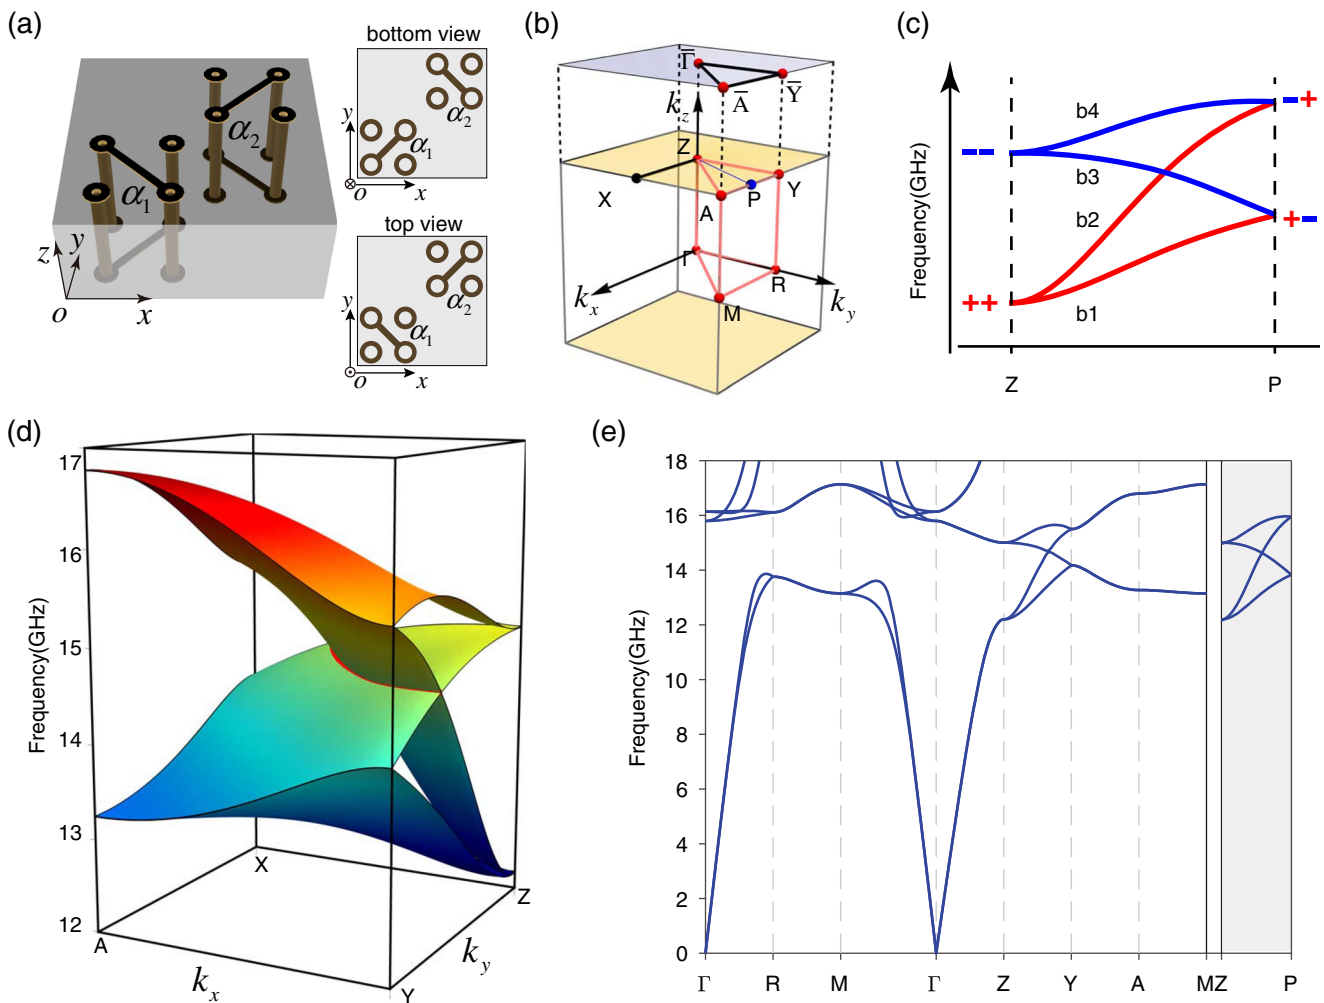 (a)
α1
α2
z
y
o
x
bottom view
y
α2
α1
o
x
top view
y
α2
α1
o
x
(b)
Γ̅
A̅
Y̅
kz
Z
X
A
P
Y
Γ
R
M
kx
ky
(c)
Frequency(GHz)
b4
b3
b2
b1
--
++
-+
+-
Z
P
(d)
17
16
15
14
13
12
Frequency(GHz)
A
X
Z
Y
kx
ky
(e)
18
16
14
12
10
8
6
4
2
0
Frequency(GHz)
Γ R M Γ Z Y A MZ P